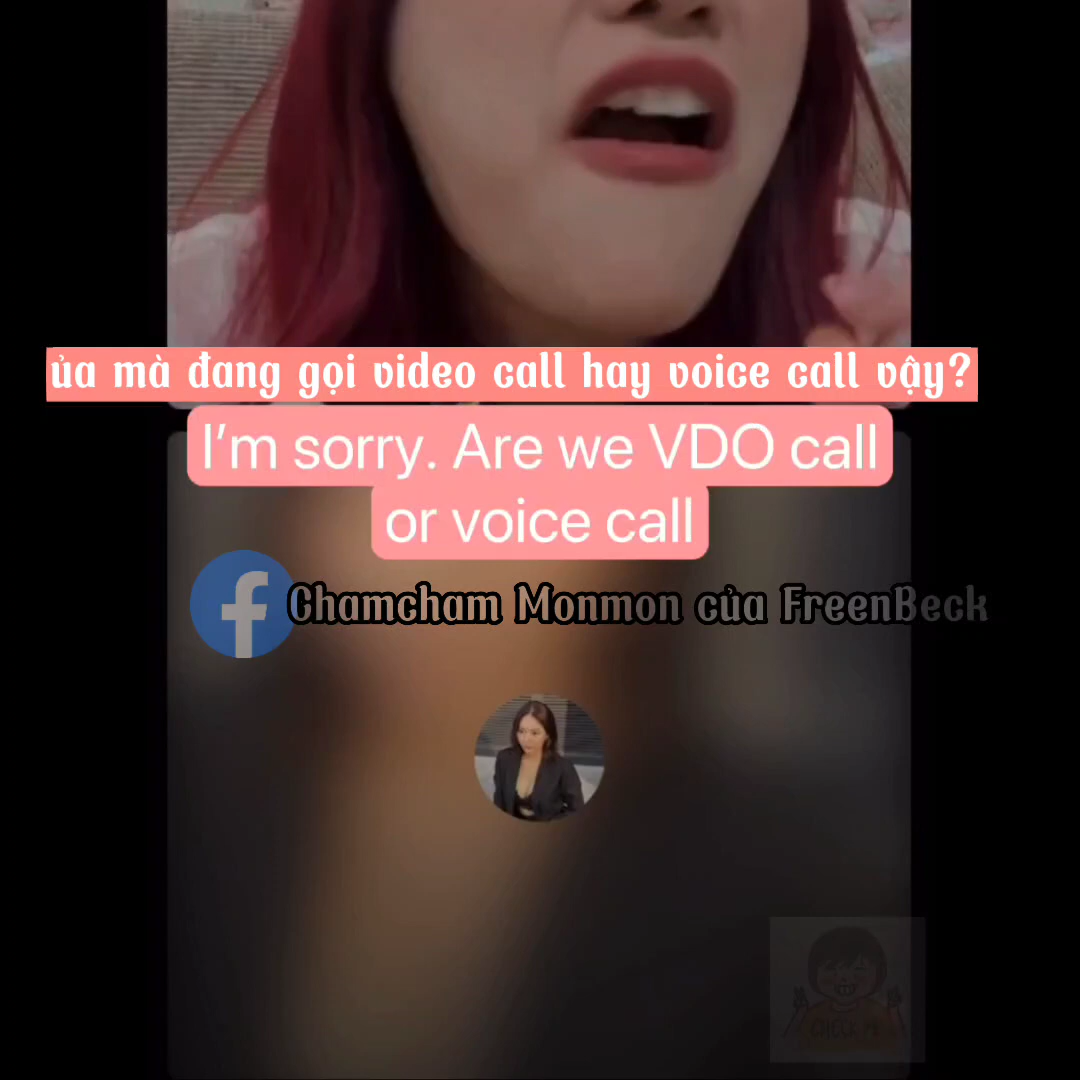 ủa mà đang gọi video call hay voice call vậy?
I'm sorry. Are we VDO call
or voice call
f Chamcham Monmon của FreenBeck